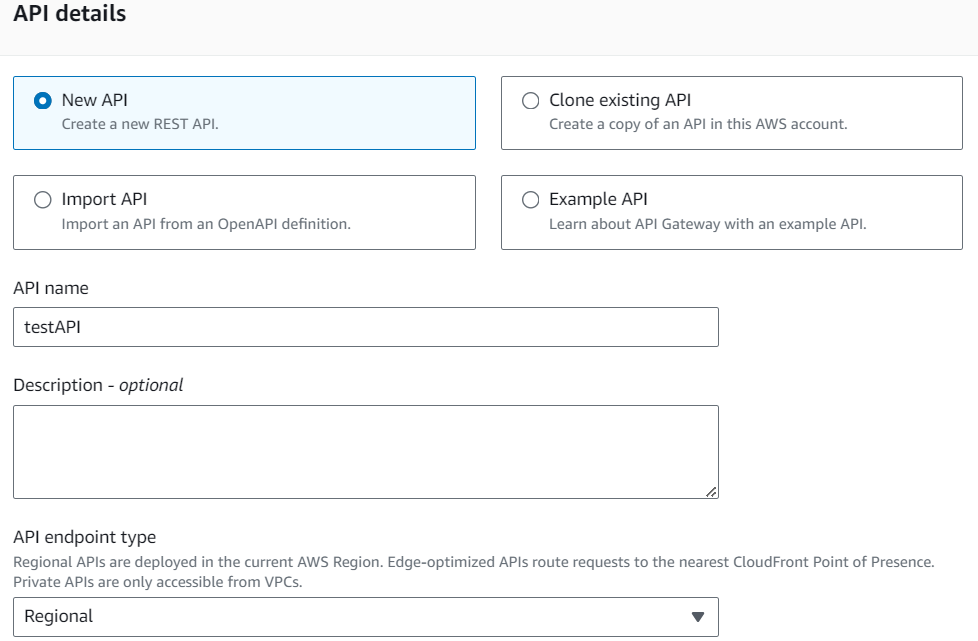 API details
New API
Create a new REST API.
Clone existing API
Create a copy of an API in this AWS account.
Import API
Import an API from an OpenAPI definition.
Example API
Learn about API Gateway with an example API.
API name
testAPI
Description - optional
API endpoint type
Regional APIs are deployed in the current AWS Region. Edge-optimized APIs route requests to the nearest CloudFront Point of Presence.
Private APIs are only accessible from VPCs.
Regional